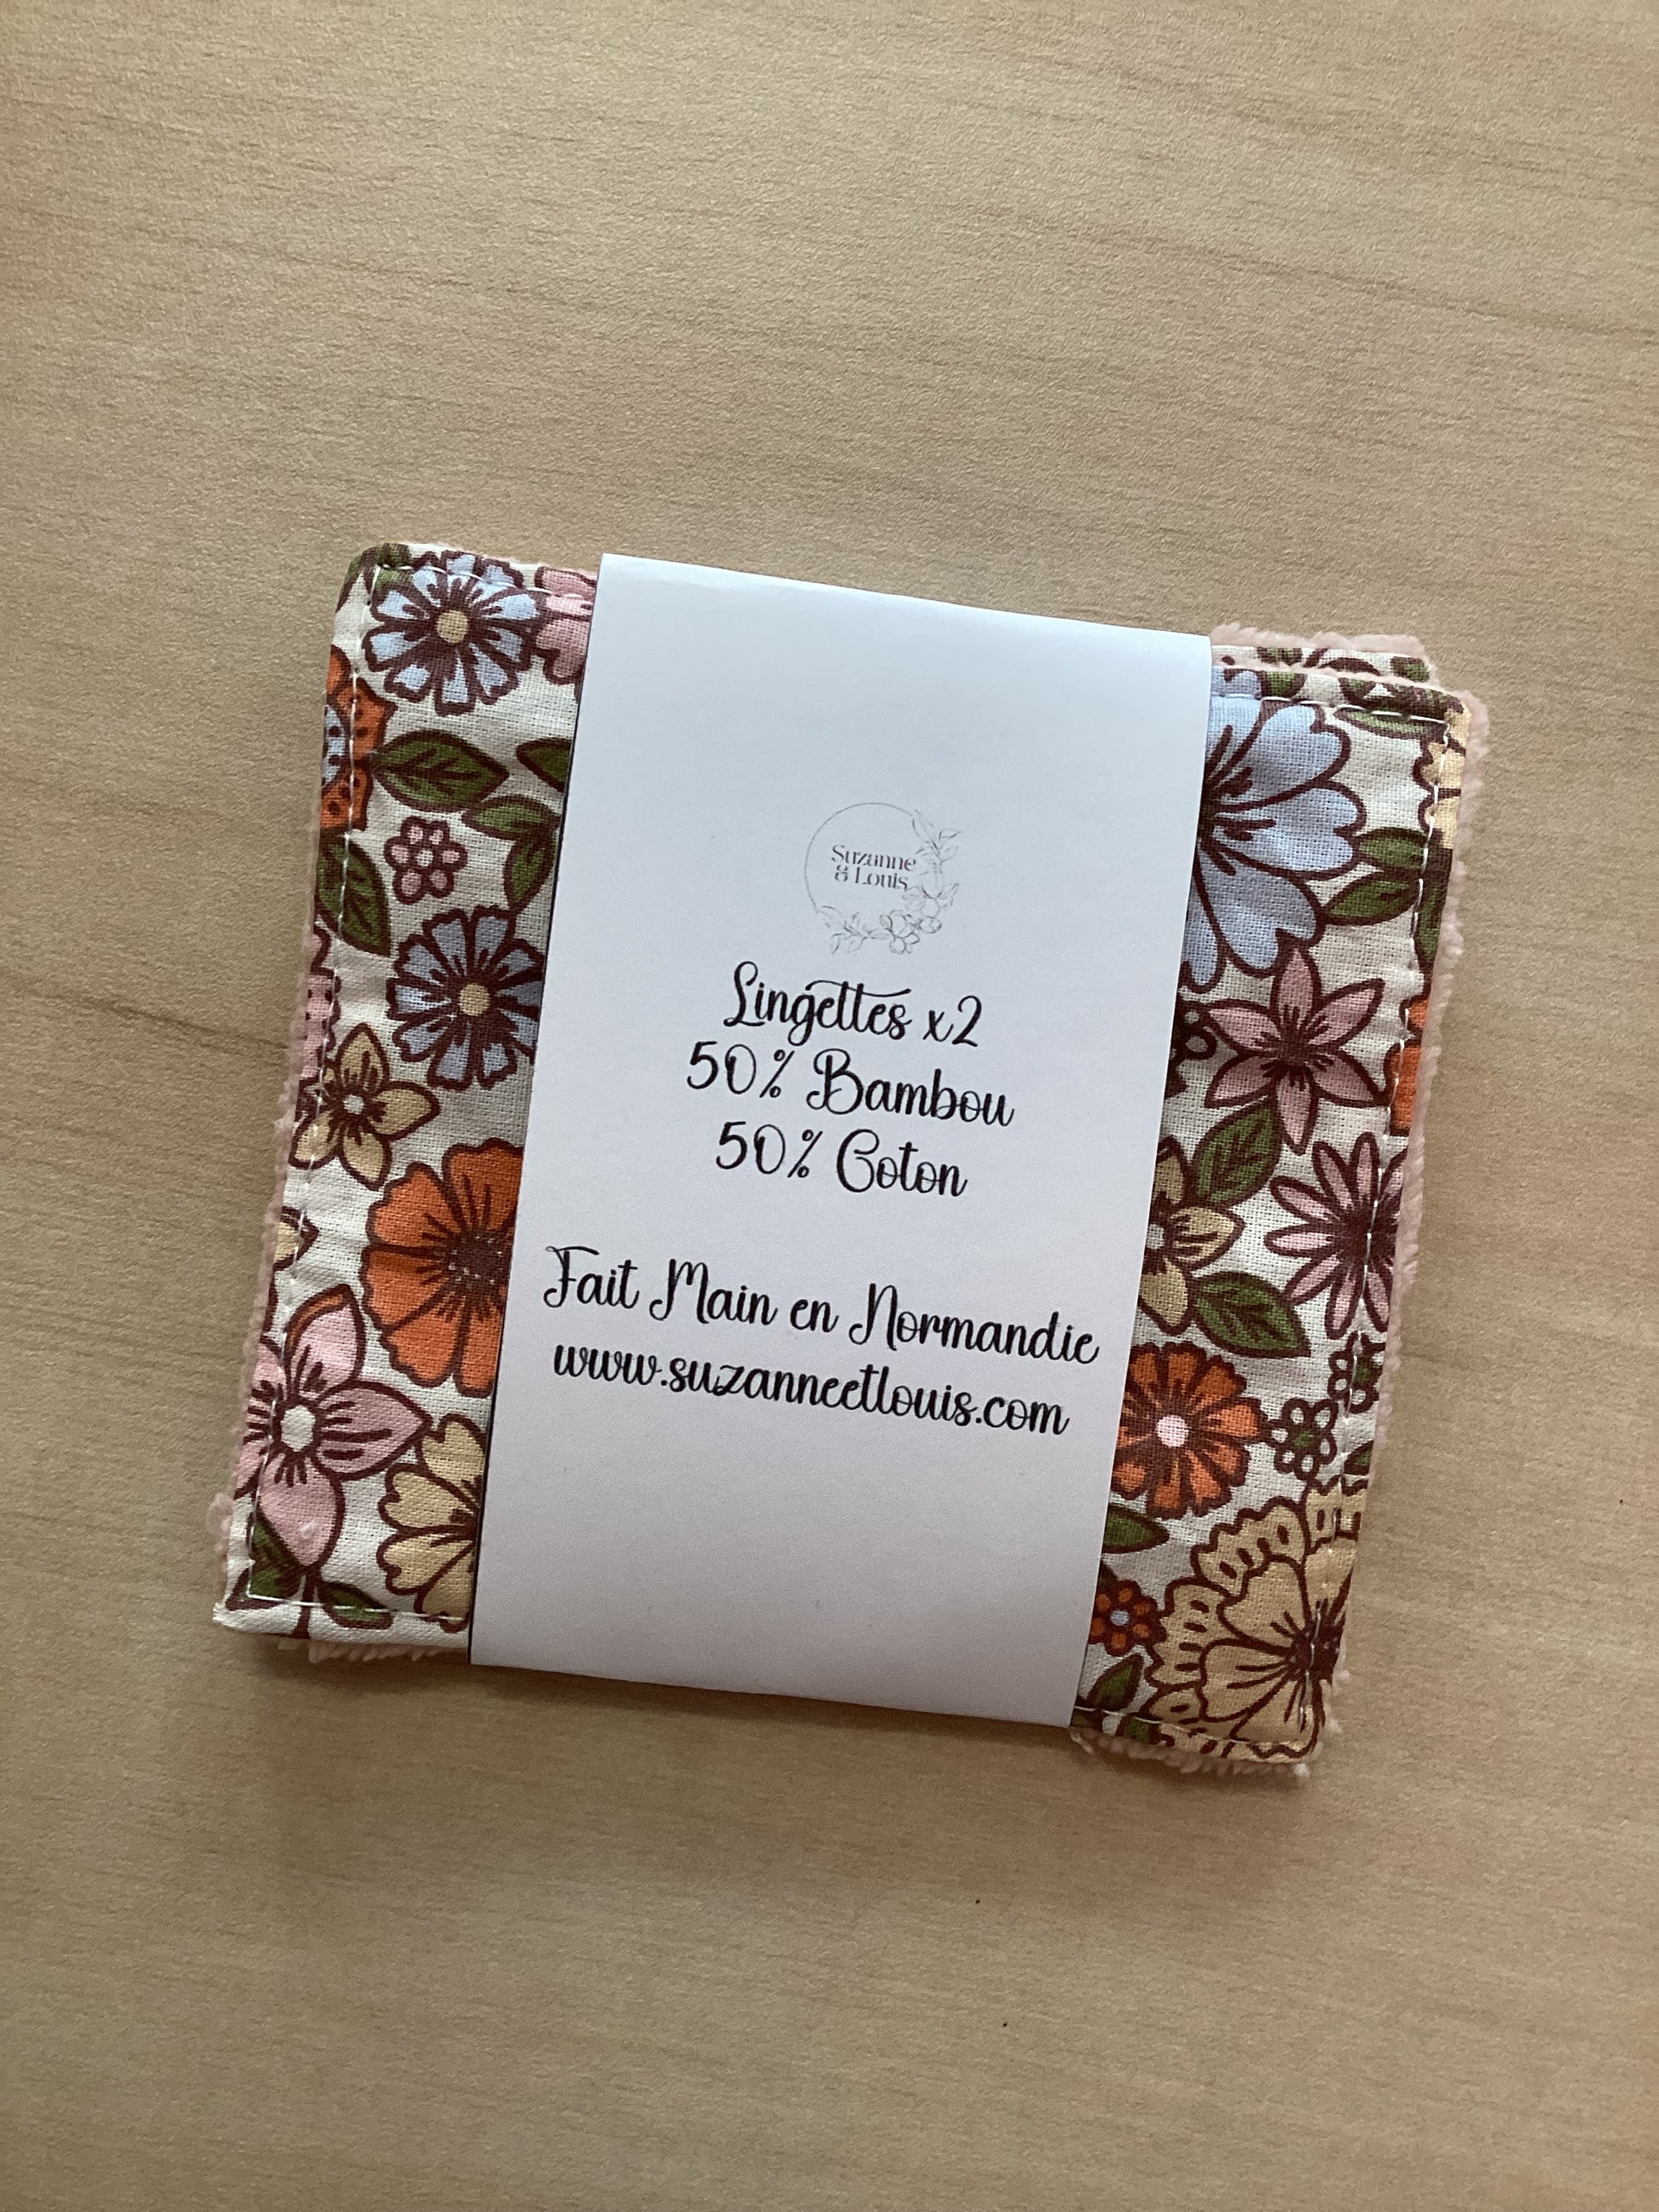 Suzanne
& Louis
Lingettes x2
50% Bambou
50% Coton
Fait Main en Normandie
www.suzanneetlouis.com